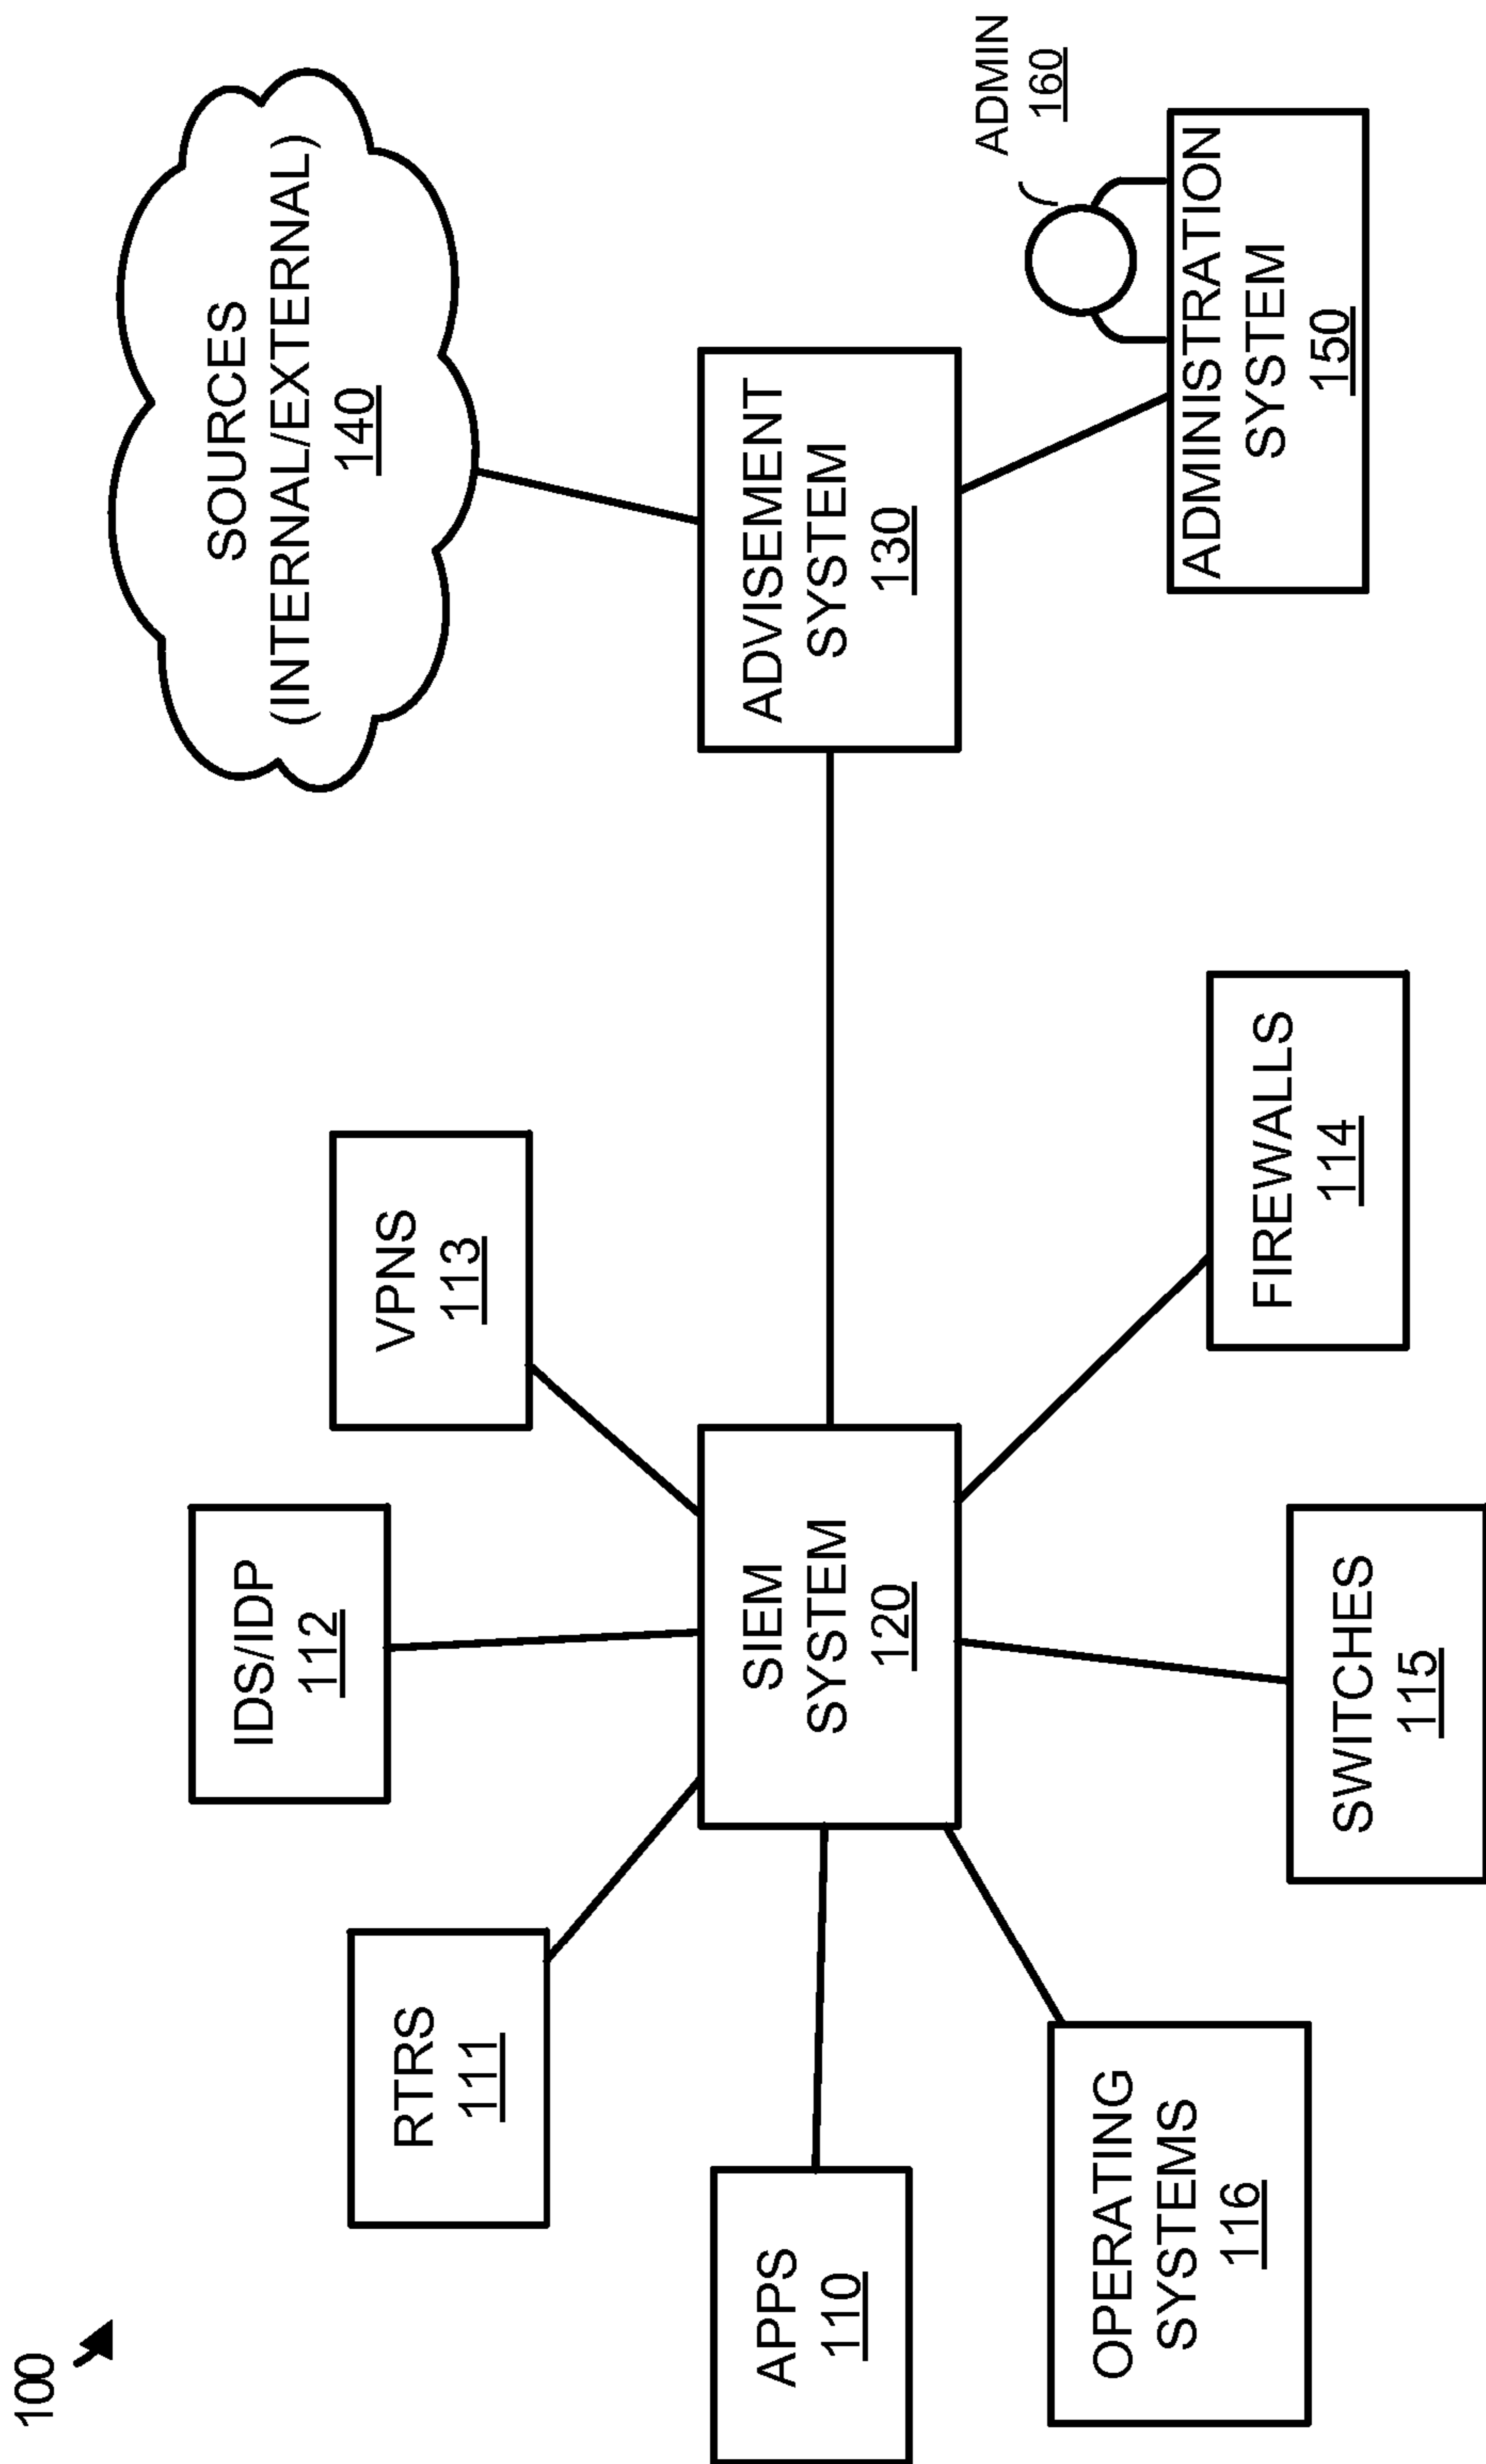 100
APPS
110
RTRS
111
IDS/IDP
112
VPNS
113
SIEM
SYSTEM
120
OPERATING
SYSTEMS
116
SWITCHES
115
FIREWALLS
114
SOURCES
(INTERNAL/EXTERNAL)
140
ADVISEMENT
SYSTEM
130
ADMIN
160
ADMINISTRATION
SYSTEM
150